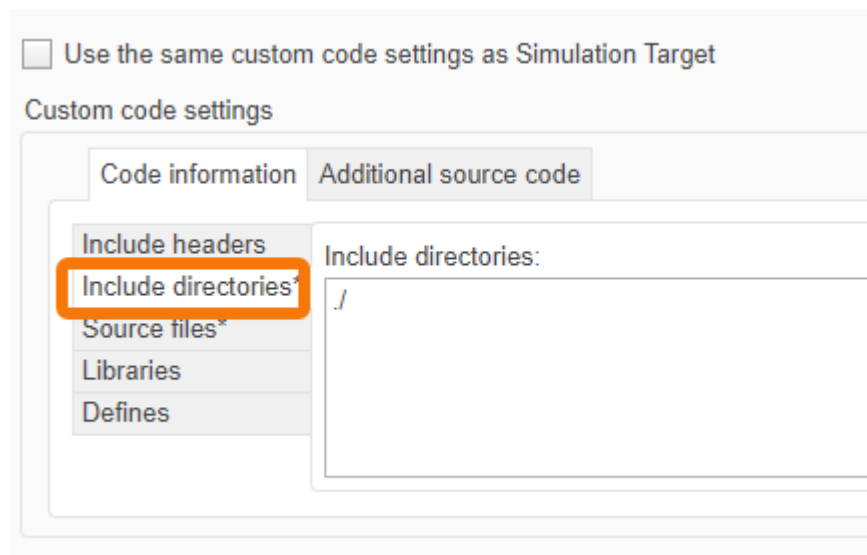 Use the same custom code settings as Simulation Target
Custom code settings
Code information
Additional source code
Include headers
Include directories*
Source files*
Libraries
Defines
Include directories:
./